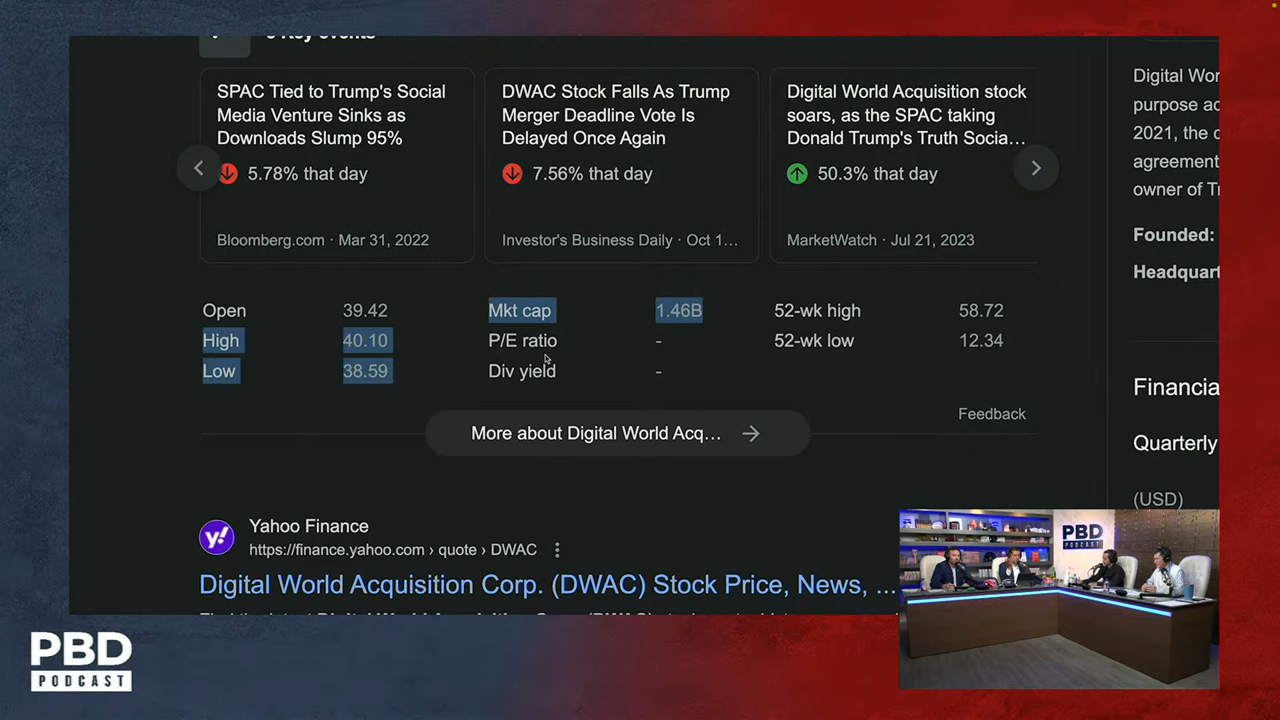 5 Key events
SPAC Tied to Trump's Social
Media Venture Sinks as
Downloads Slump 95%
5.78% that day
Bloomberg.com · Mar 31, 2022
DWAC Stock Falls As Trump
Merger Deadline Vote Is
Delayed Once Again
7.56% that day
Investor's Business Daily · Oct 1...
Digital World Acquisition stock
soars, as the SPAC taking
Donald Trump's Truth Socia...
50.3% that day
MarketWatch · Jul 21, 2023
Digital Wor
purpose ac
2021, the c
agreement
owner of Tr
Founded:
Headquart
Open 39.42 Mkt cap 1.46B 52-wk high 58.72
High 40.10 P/E ratio - 52-wk low 12.34
Low 38.59 Div yield -
Feedback
More about Digital World Acq...
Financia
Quarterly
(USD)
Yahoo Finance
https://finance.yahoo.com › quote › DWAC
Digital World Acquisition Corp. (DWAC) Stock Price, News, ...
PBD
PODCAST
PBD
PODCAST